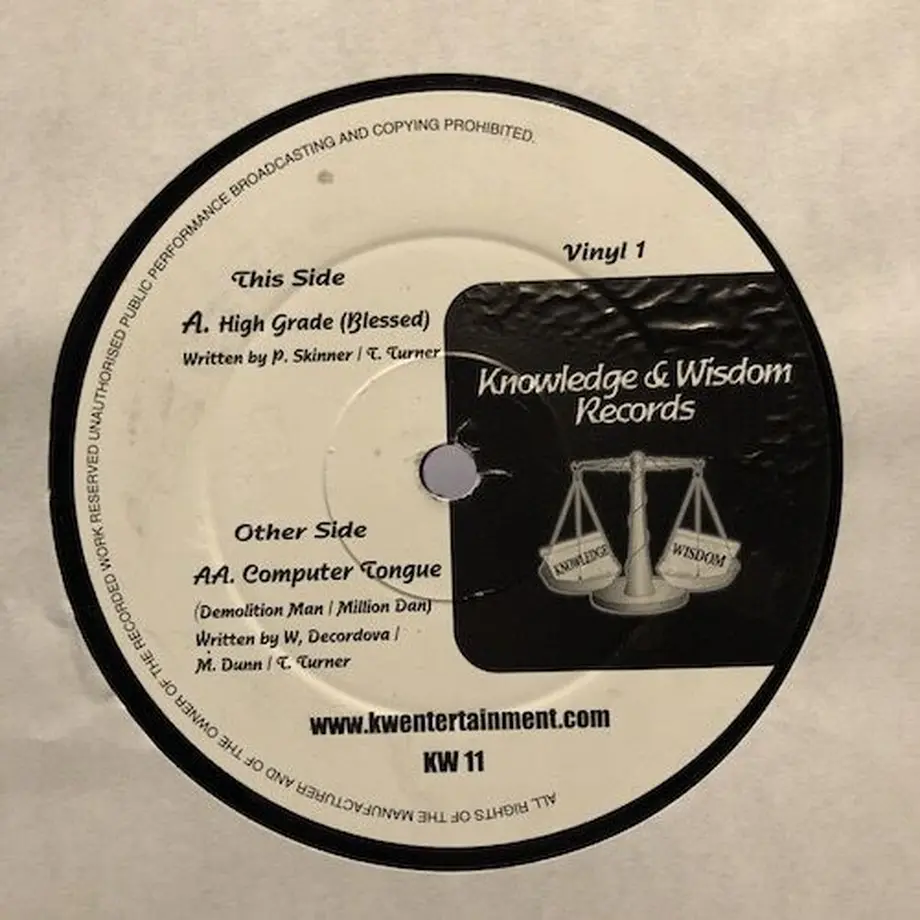 ALL RIGHTS OF THE MANUFACTURER AND OF THE OWNER OF THE RECORDED WORK RESERVED UNAUTHORISED PUBLIC PERFORMANCE BROADCASTING AND COPYING PROHIBITED.
Vinyl 1
This Side
A. High Grade (Blessed)
Written by P. Skinner / T. Turner
Knowledge & Wisdom
Records
KNOWLEDGE
WISDOM
Other Side
AA. Computer Tongue
(Demolition Man / Million Dan)
Written by W, Decordova /
M. Dunn / T. Turner
www.kwentertainment.com
KW 11